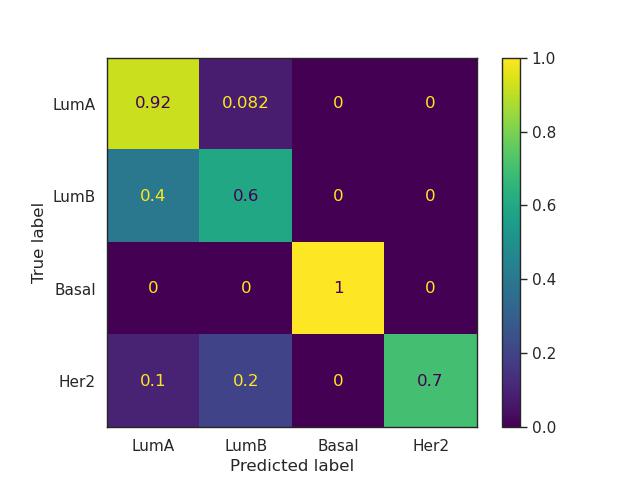 1.0
LumA 0.92 0.082 0 0
0.8
LumB 0.4 0.6 0 0
0.6
True label
0.4
Basal 0 0 1 0
0.2
Her2 0.1 0.2 0 0.7
0.0
LumA LumB Basal Her2
Predicted label